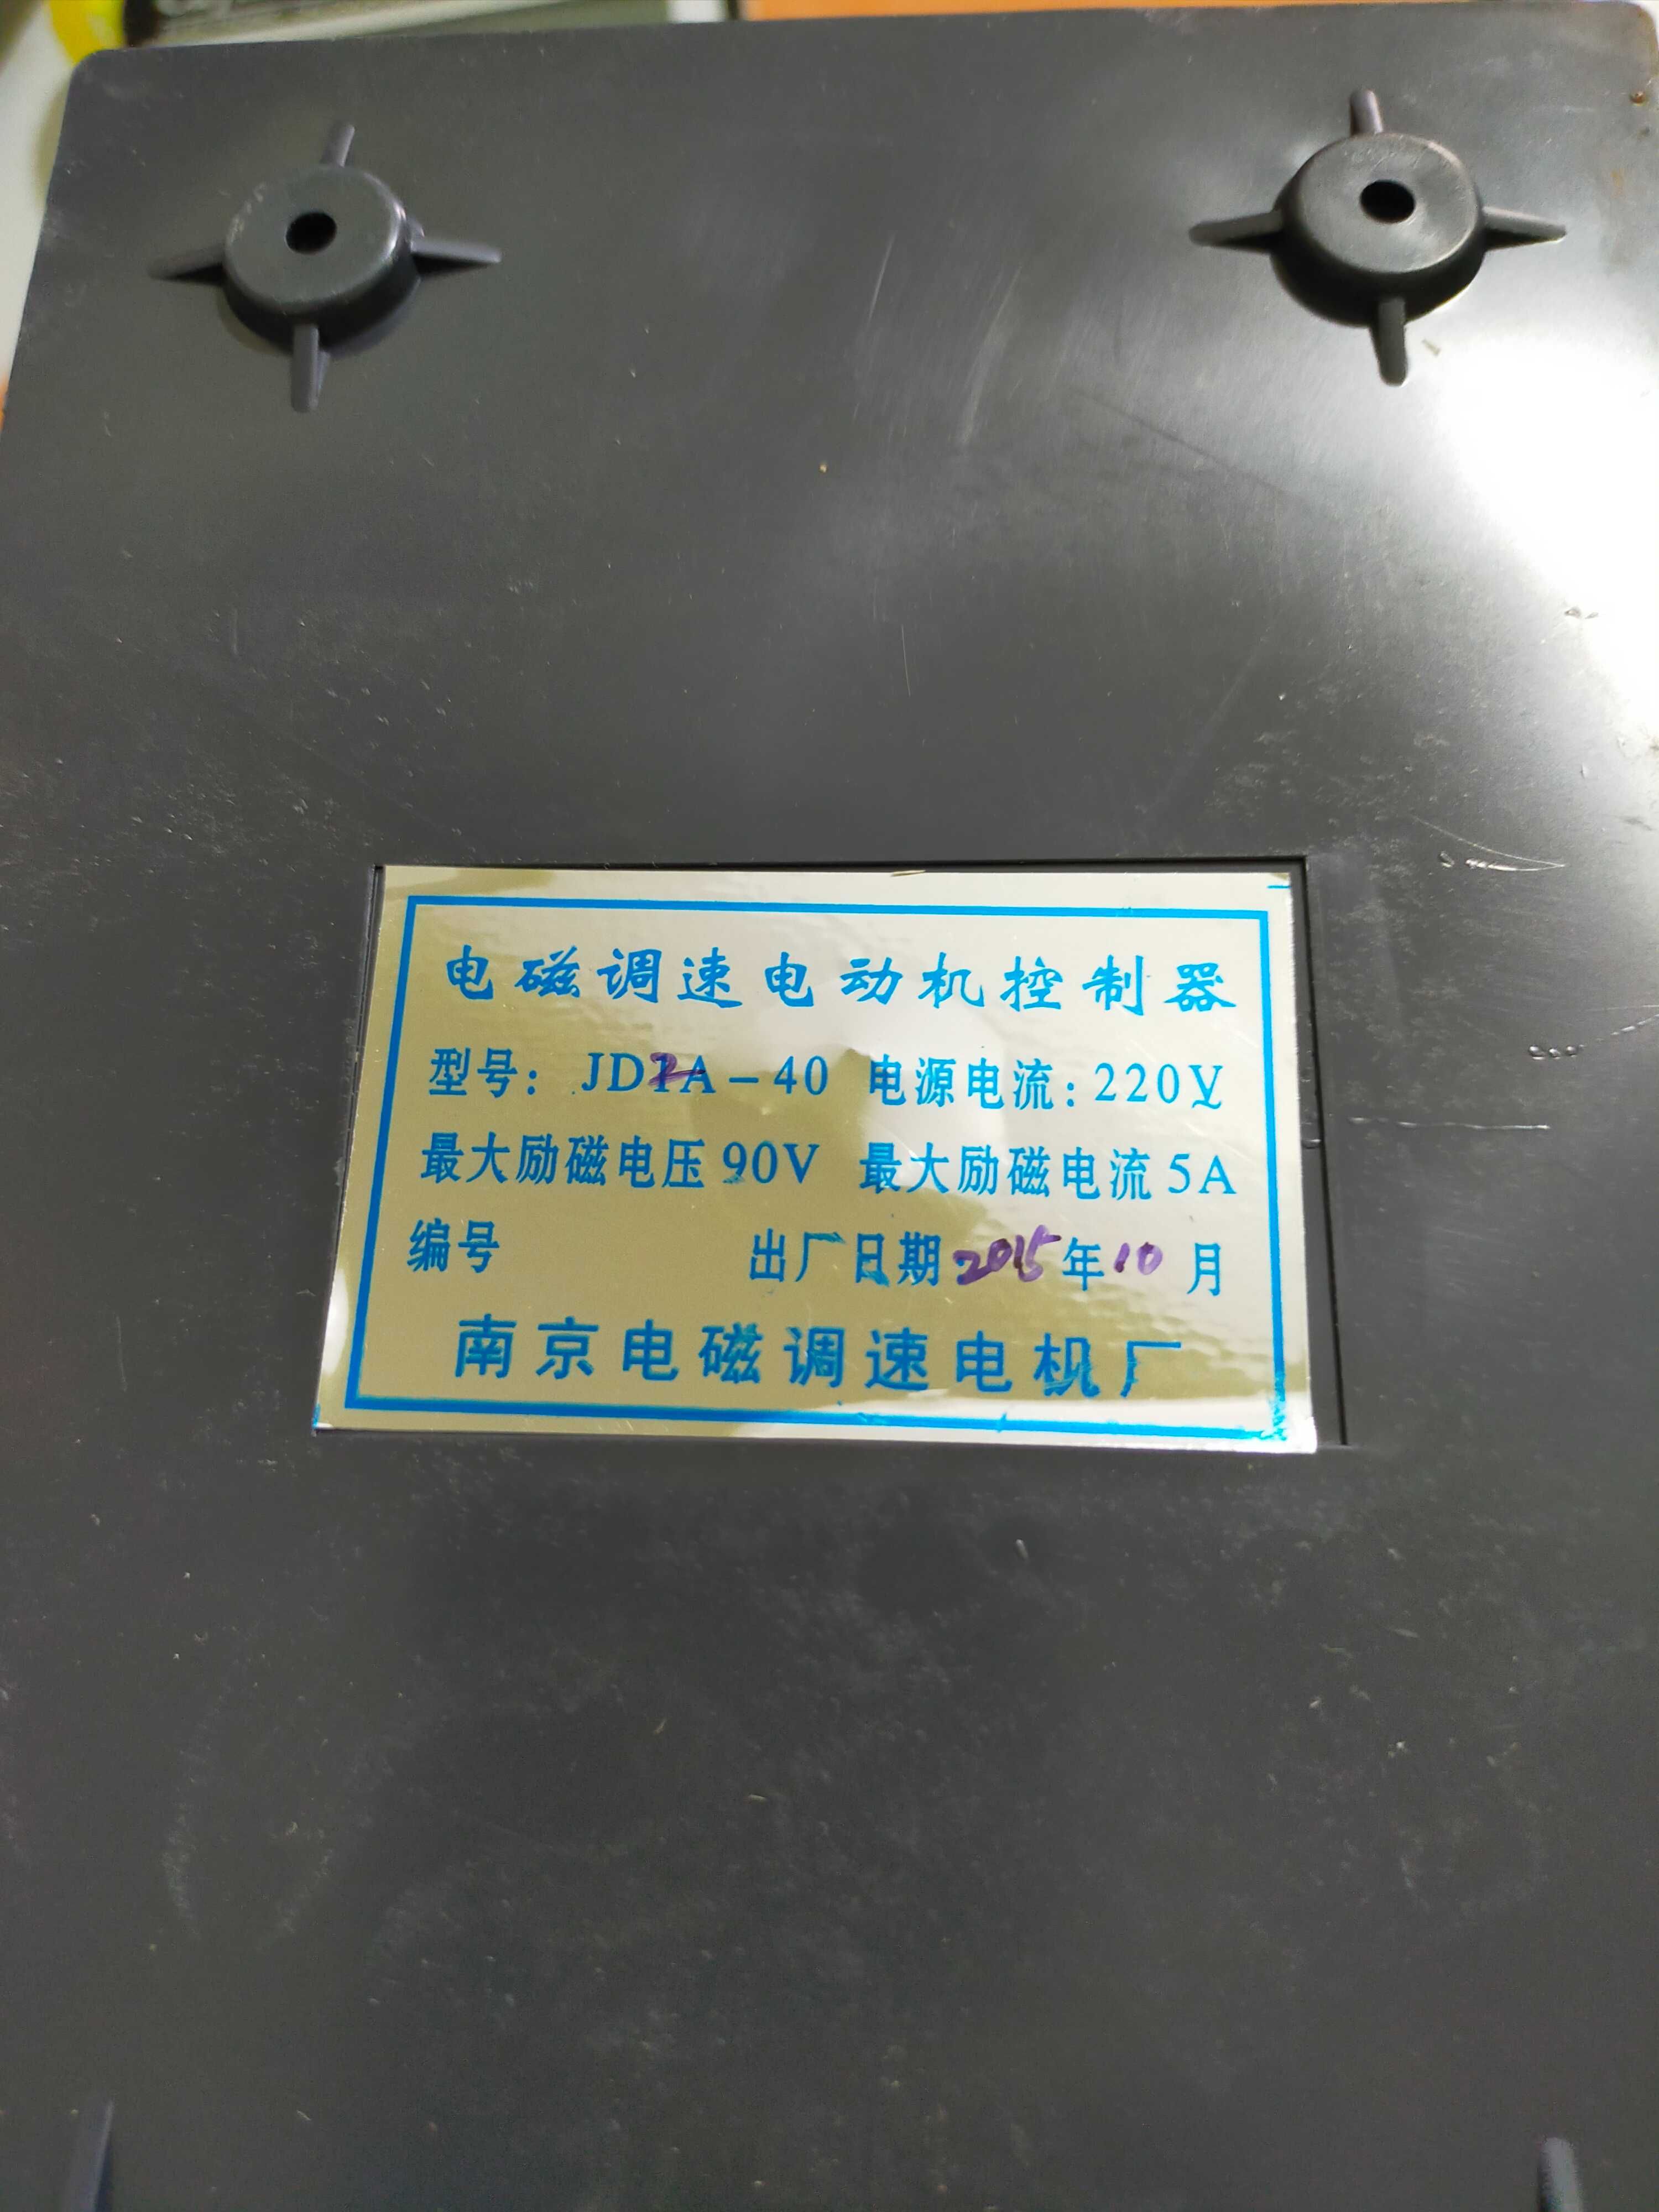 电磁调速电动机控制器
型号: JD2A-40 电源电流:220V
最大励磁电压90V 最大励磁电流5A
编号 出厂日期2015年10月
南京电磁调速电机厂